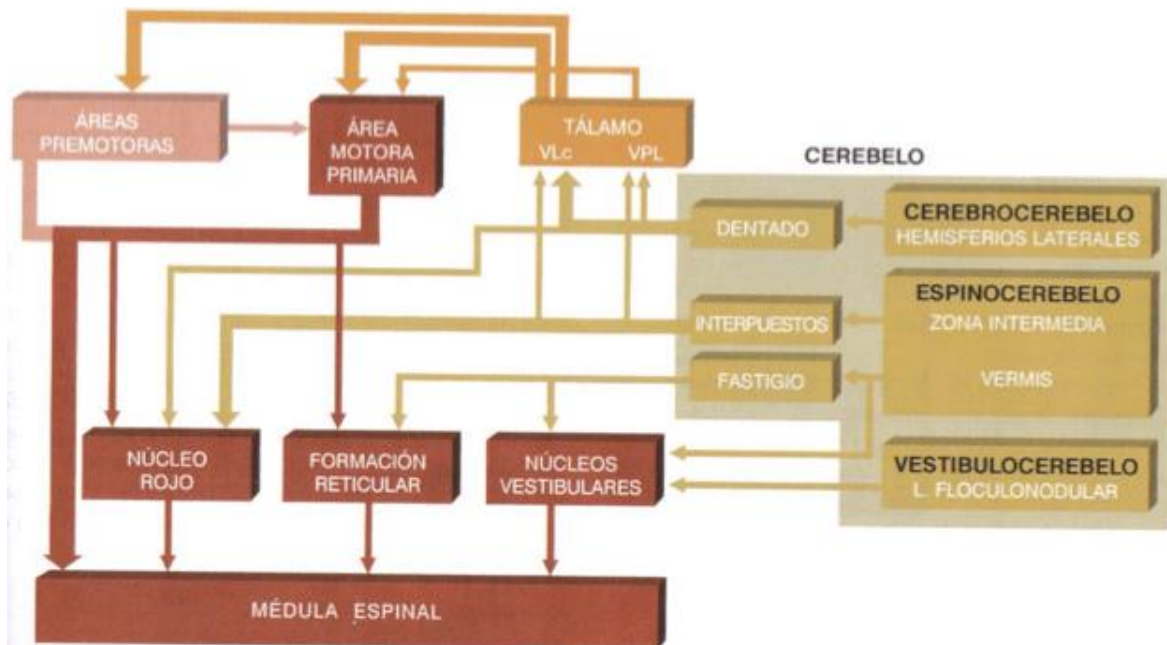 ÁREAS
PREMOTORAS
ÁREA
MOTORA
PRIMARIA
TÁLAMO
VLc VPL
CEREBELO
DENTADO
CEREBROCEREBELO
HEMISFERIOS LATERALES
INTERPUESTOS
ESPINOCEREBELO
ZONA INTERMEDIA
FASTIGIO
VERMIS
NÚCLEO
ROJO
FORMACIÓN
RETICULAR
NÚCLEOS
VESTIBULARES
VESTIBULOCEREBELO
L. FLOCULONODULAR
MÉDULA ESPINAL